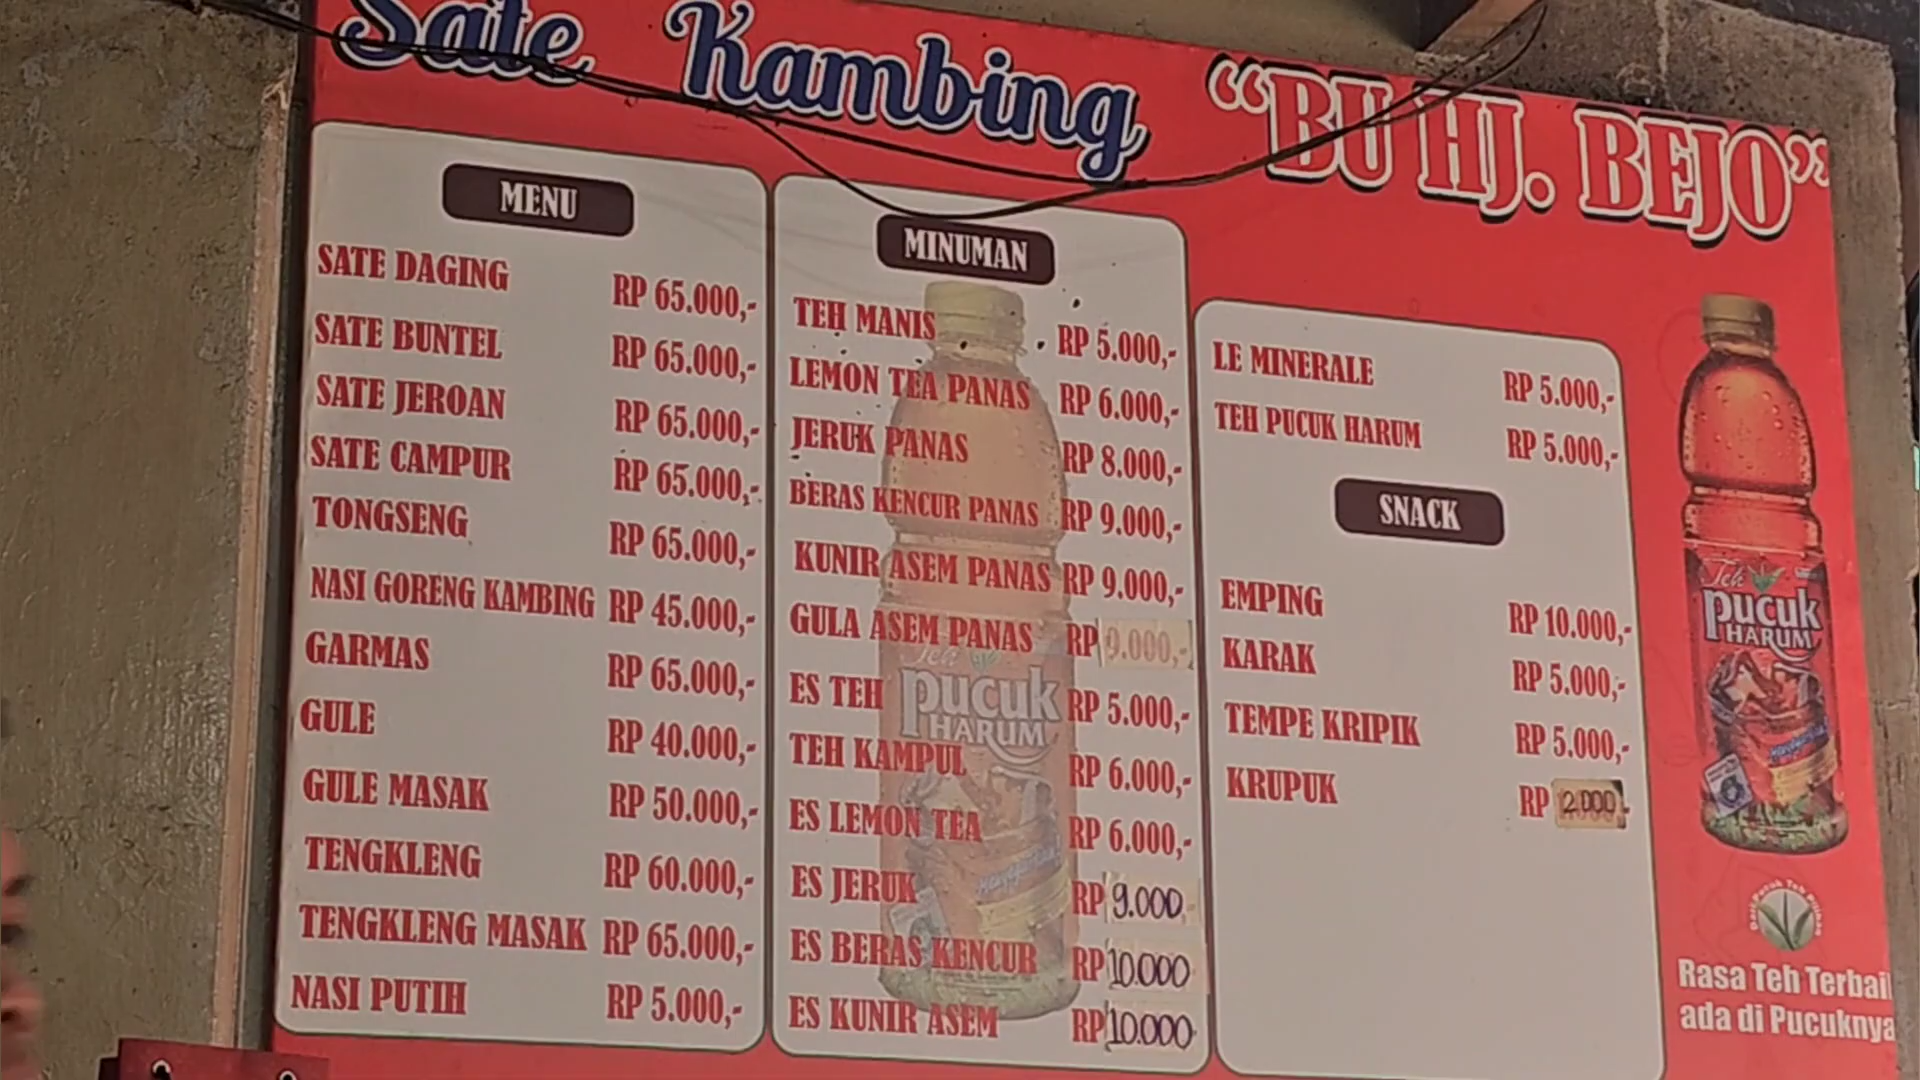 Sate Kambing "BU HJ. BEJO"
MENU
SATE DAGING RP 65.000,-
SATE BUNTEL RP 65.000,-
SATE JEROAN RP 65.000,-
SATE CAMPUR RP 65.000,-
TONGSENG RP 65.000,-
NASI GORENG KAMBING RP 45.000,-
GARMAS RP 65.000,-
GULE RP 40.000,-
GULE MASAK RP 50.000,-
TENGKLENG RP 60.000,-
TENGKLENG MASAK RP 65.000,-
NASI PUTIH RP 5.000,-
MINUMAN
TEH MANIS RP 5.000,-
LEMON TEA PANAS RP 6.000,-
JERUK PANAS RP 8.000,-
BERAS KENCUR PANAS RP 9.000,-
KUNIR ASEM PANAS RP 9.000,-
GULA ASEM PANAS RP 9.000,-
ES TEH RP 5.000,-
TEH KAMPUL RP 6.000,-
ES LEMON TEA RP 6.000,-
ES JERUK RP 9.000,-
ES BERAS KENCUR RP 10.000
ES KUNIR ASEM RP 10.000
Teh
pucuk
HARUM
LE MINERALE RP 5.000,-
TEH PUCUK HARUM RP 5.000,-
SNACK
EMPING RP 10.000,-
KARAK RP 5.000,-
TEMPE KRIPIK RP 5.000,-
KRUPUK RP 2.000,-
Teh
pucuk
HARUM
Rasa Teh Terbaik
ada di Pucuknya